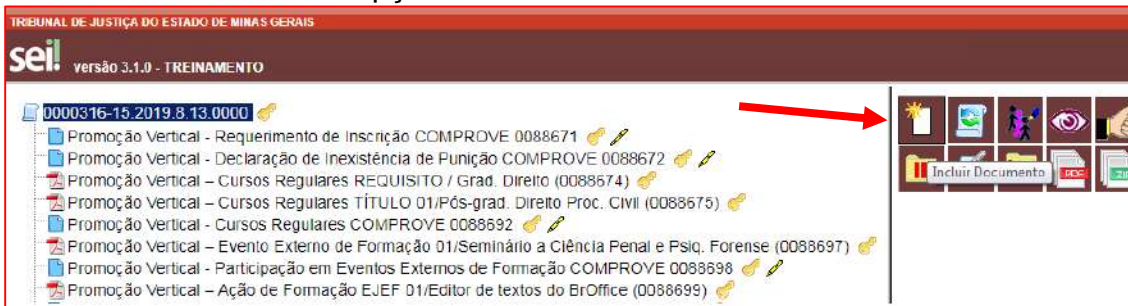 TRIBUNAL DE JUSTIÇA DO ESTADO DE MINAS GERAIS
sei! versão 3.1.0 - TREINAMENTO
0000316-15.2019.8.13.0000
Promoção Vertical - Requerimento de Inscrição COMPROVE 0088671
Promoção Vertical - Declaração de Inexistência de Punição COMPROVE 0088672
Promoção Vertical – Cursos Regulares REQUISITO / Grad. Direito (0088674)
Promoção Vertical – Cursos Regulares TÍTULO 01/Pós-grad. Direito Proc. Civil (0088675)
Promoção Vertical - Cursos Regulares COMPROVE 0088692
Promoção Vertical – Evento Externo de Formação 01/Seminário a Ciência Penal e Psiq. Forense (0088697)
Promoção Vertical - Participação em Eventos Externos de Formação COMPROVE 0088698
Promoção Vertical – Ação de Formação EJEF 01/Editor de textos do BrOffice (0088699)
Incluir Documento
PDF
ZIP